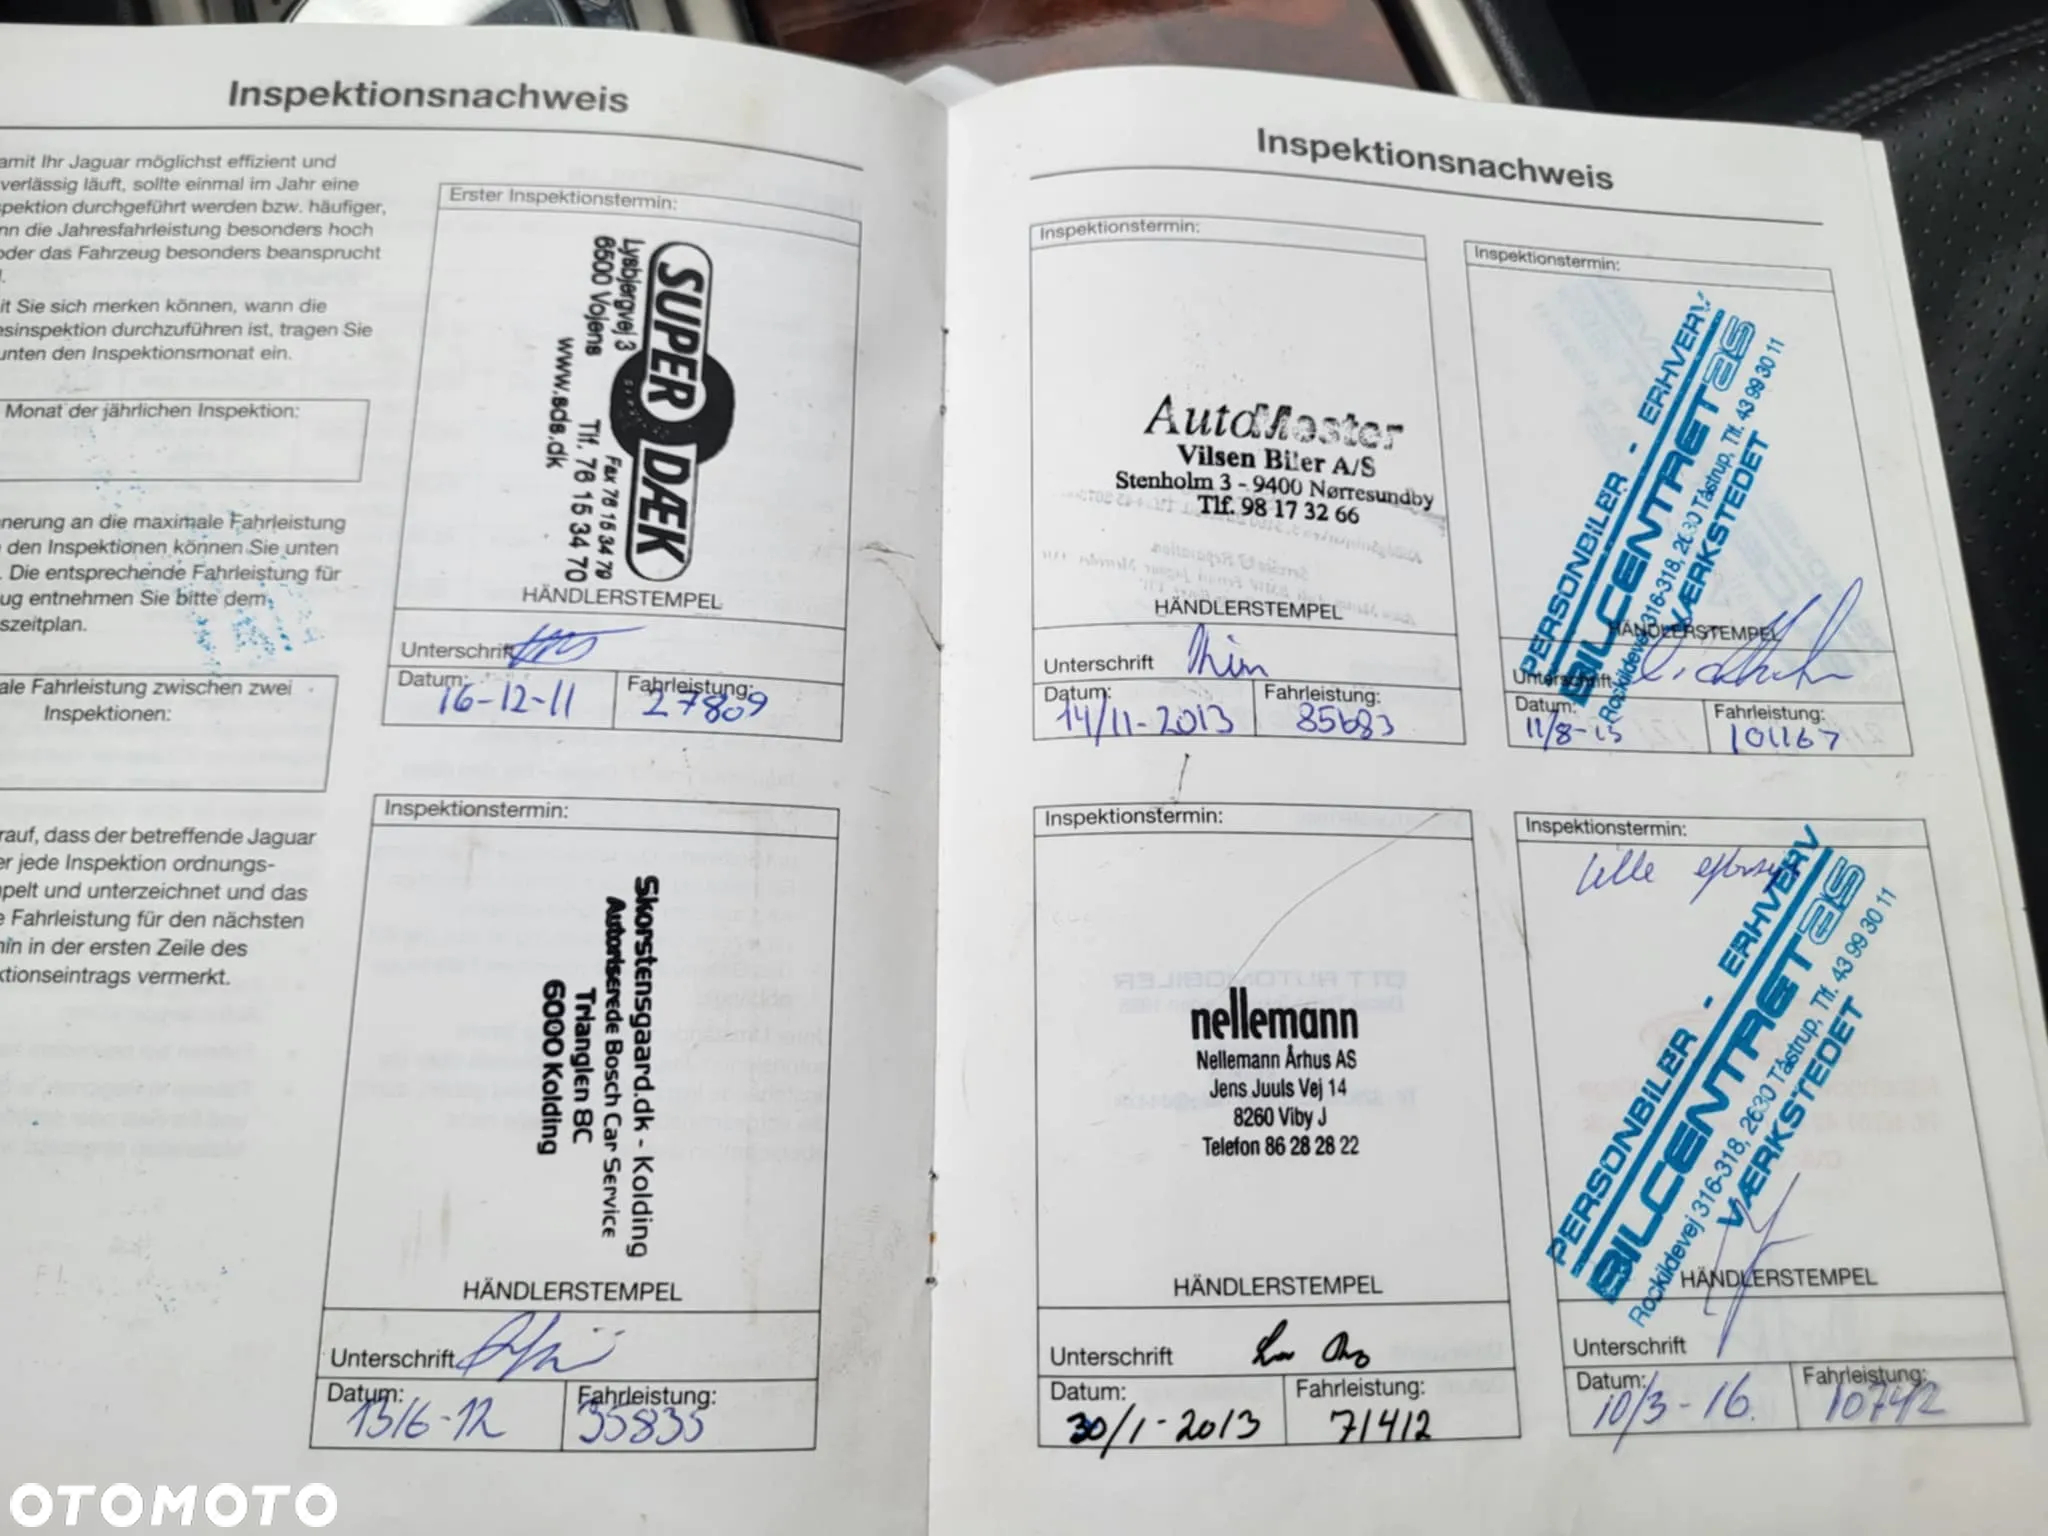 Inspektionsnachweis
amit Ihr Jaguar möglichst effizient und
verlässig läuft, sollte einmal im Jahr eine
pektion durchgeführt werden bzw. häufiger,
nn die Jahresfahrleistung besonders hoch
oder das Fahrzeug besonders beansprucht
it Sie sich merken können, wann die
esinspektion durchzuführen ist, tragen Sie
unten den Inspektionsmonat ein.
Monat der jährlichen Inspektion:
nerung an die maximale Fahrleistung
den Inspektionen können Sie unten
. Die entsprechende Fahrleistung für
ug entnehmen Sie bitte dem
szeitplan.
ale Fahrleistung zwischen zwei
Inspektionen:
rauf, dass der betreffende Jaguar
er jede Inspektion ordnungs-
pelt und unterzeichnet und das
e Fahrleistung für den nächsten
min in der ersten Zeile des
ktionseintrags vermerkt.
Erster Inspektionstermin:
SUPER DÆK
Lysbjergvej 3
6500 Vojens
Tlf. 76 15 34 70
Fax 76 15 34 79
www.sds.dk
HÄNDLERSTEMPEL
Unterschrift
Datum: 16-12-11
Fahrleistung: 27809
Inspektionstermin:
Skorstensgaard.dk - Kolding
Autoriserede Bosch Car Service
Trianglen 8C
6000 Kolding
HÄNDLERSTEMPEL
Unterschrift
Datum: 13/6-12
Fahrleistung: 35835
Inspektionsnachweis
Inspektionstermin:
AutoMester
Vilsen Biler A/S
Stenholm 3 - 9400 Nørresundby
Tlf. 98 17 32 66
HÄNDLERSTEMPEL
Unterschrift
Datum: 14/11-2013
Fahrleistung: 85683
Inspektionstermin:
PERSONBILER - ERHVERV
BILCENTRET as
Rockildevej 316-318, 2630 Tåstrup, Tlf. 43 99 30 11
VÆRKSTEDET
HÄNDLERSTEMPEL
Unterschrift
Datum: 11/8-15
Fahrleistung: 101167
Inspektionstermin:
nellemann
Nellemann Århus AS
Jens Juuls Vej 14
8260 Viby J
Telefon 86 28 28 22
HÄNDLERSTEMPEL
Unterschrift
Datum: 30/1-2013
Fahrleistung: 71412
Inspektionstermin:
PERSONBILER - ERHVERV
BILCENTRET as
Rockildevej 316-318, 2630 Tåstrup, Tlf. 43 99 30 11
VÆRKSTEDET
HÄNDLERSTEMPEL
Unterschrift
Datum: 10/3-16.
Fahrleistung: 10742
OTOMOTO